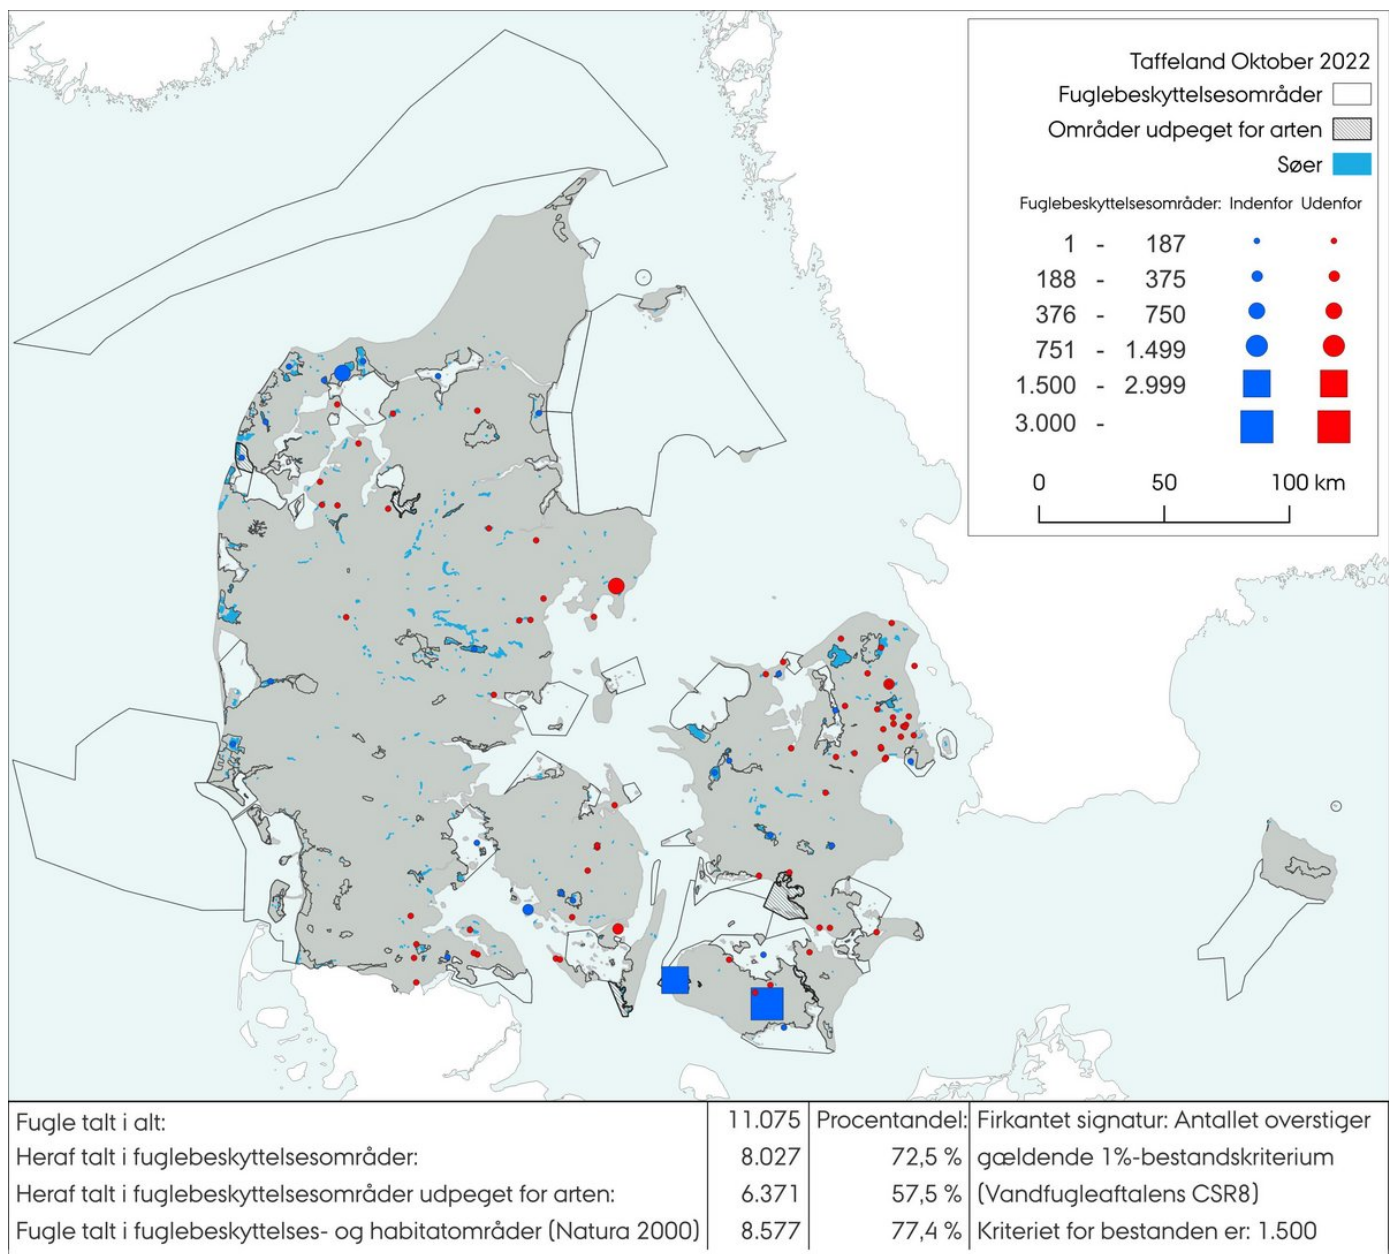 Taffeland Oktober 2022
Fuglebeskyttelsesområder
Områder udpeget for arten
Søer
Fuglebeskyttelsesområder: Indenfor Udenfor
1 - 187
188 - 375
376 - 750
751 - 1.499
1.500 - 2.999
3.000 -
0 50 100 km
Fugle talt i alt: 11.075 Procentandel: Firkantet signatur: Antallet overstiger
Heraf talt i fuglebeskyttelsesområder: 8.027 72,5 % gældende 1%-bestandskriterium
Heraf talt i fuglebeskyttelsesområder udpeget for arten: 6.371 57,5 % (Vandfugleaftalens CSR8)
Fugle talt i fuglebeskyttelses- og habitatområder (Natura 2000) 8.577 77,4 % Kriteriet for bestanden er: 1.500